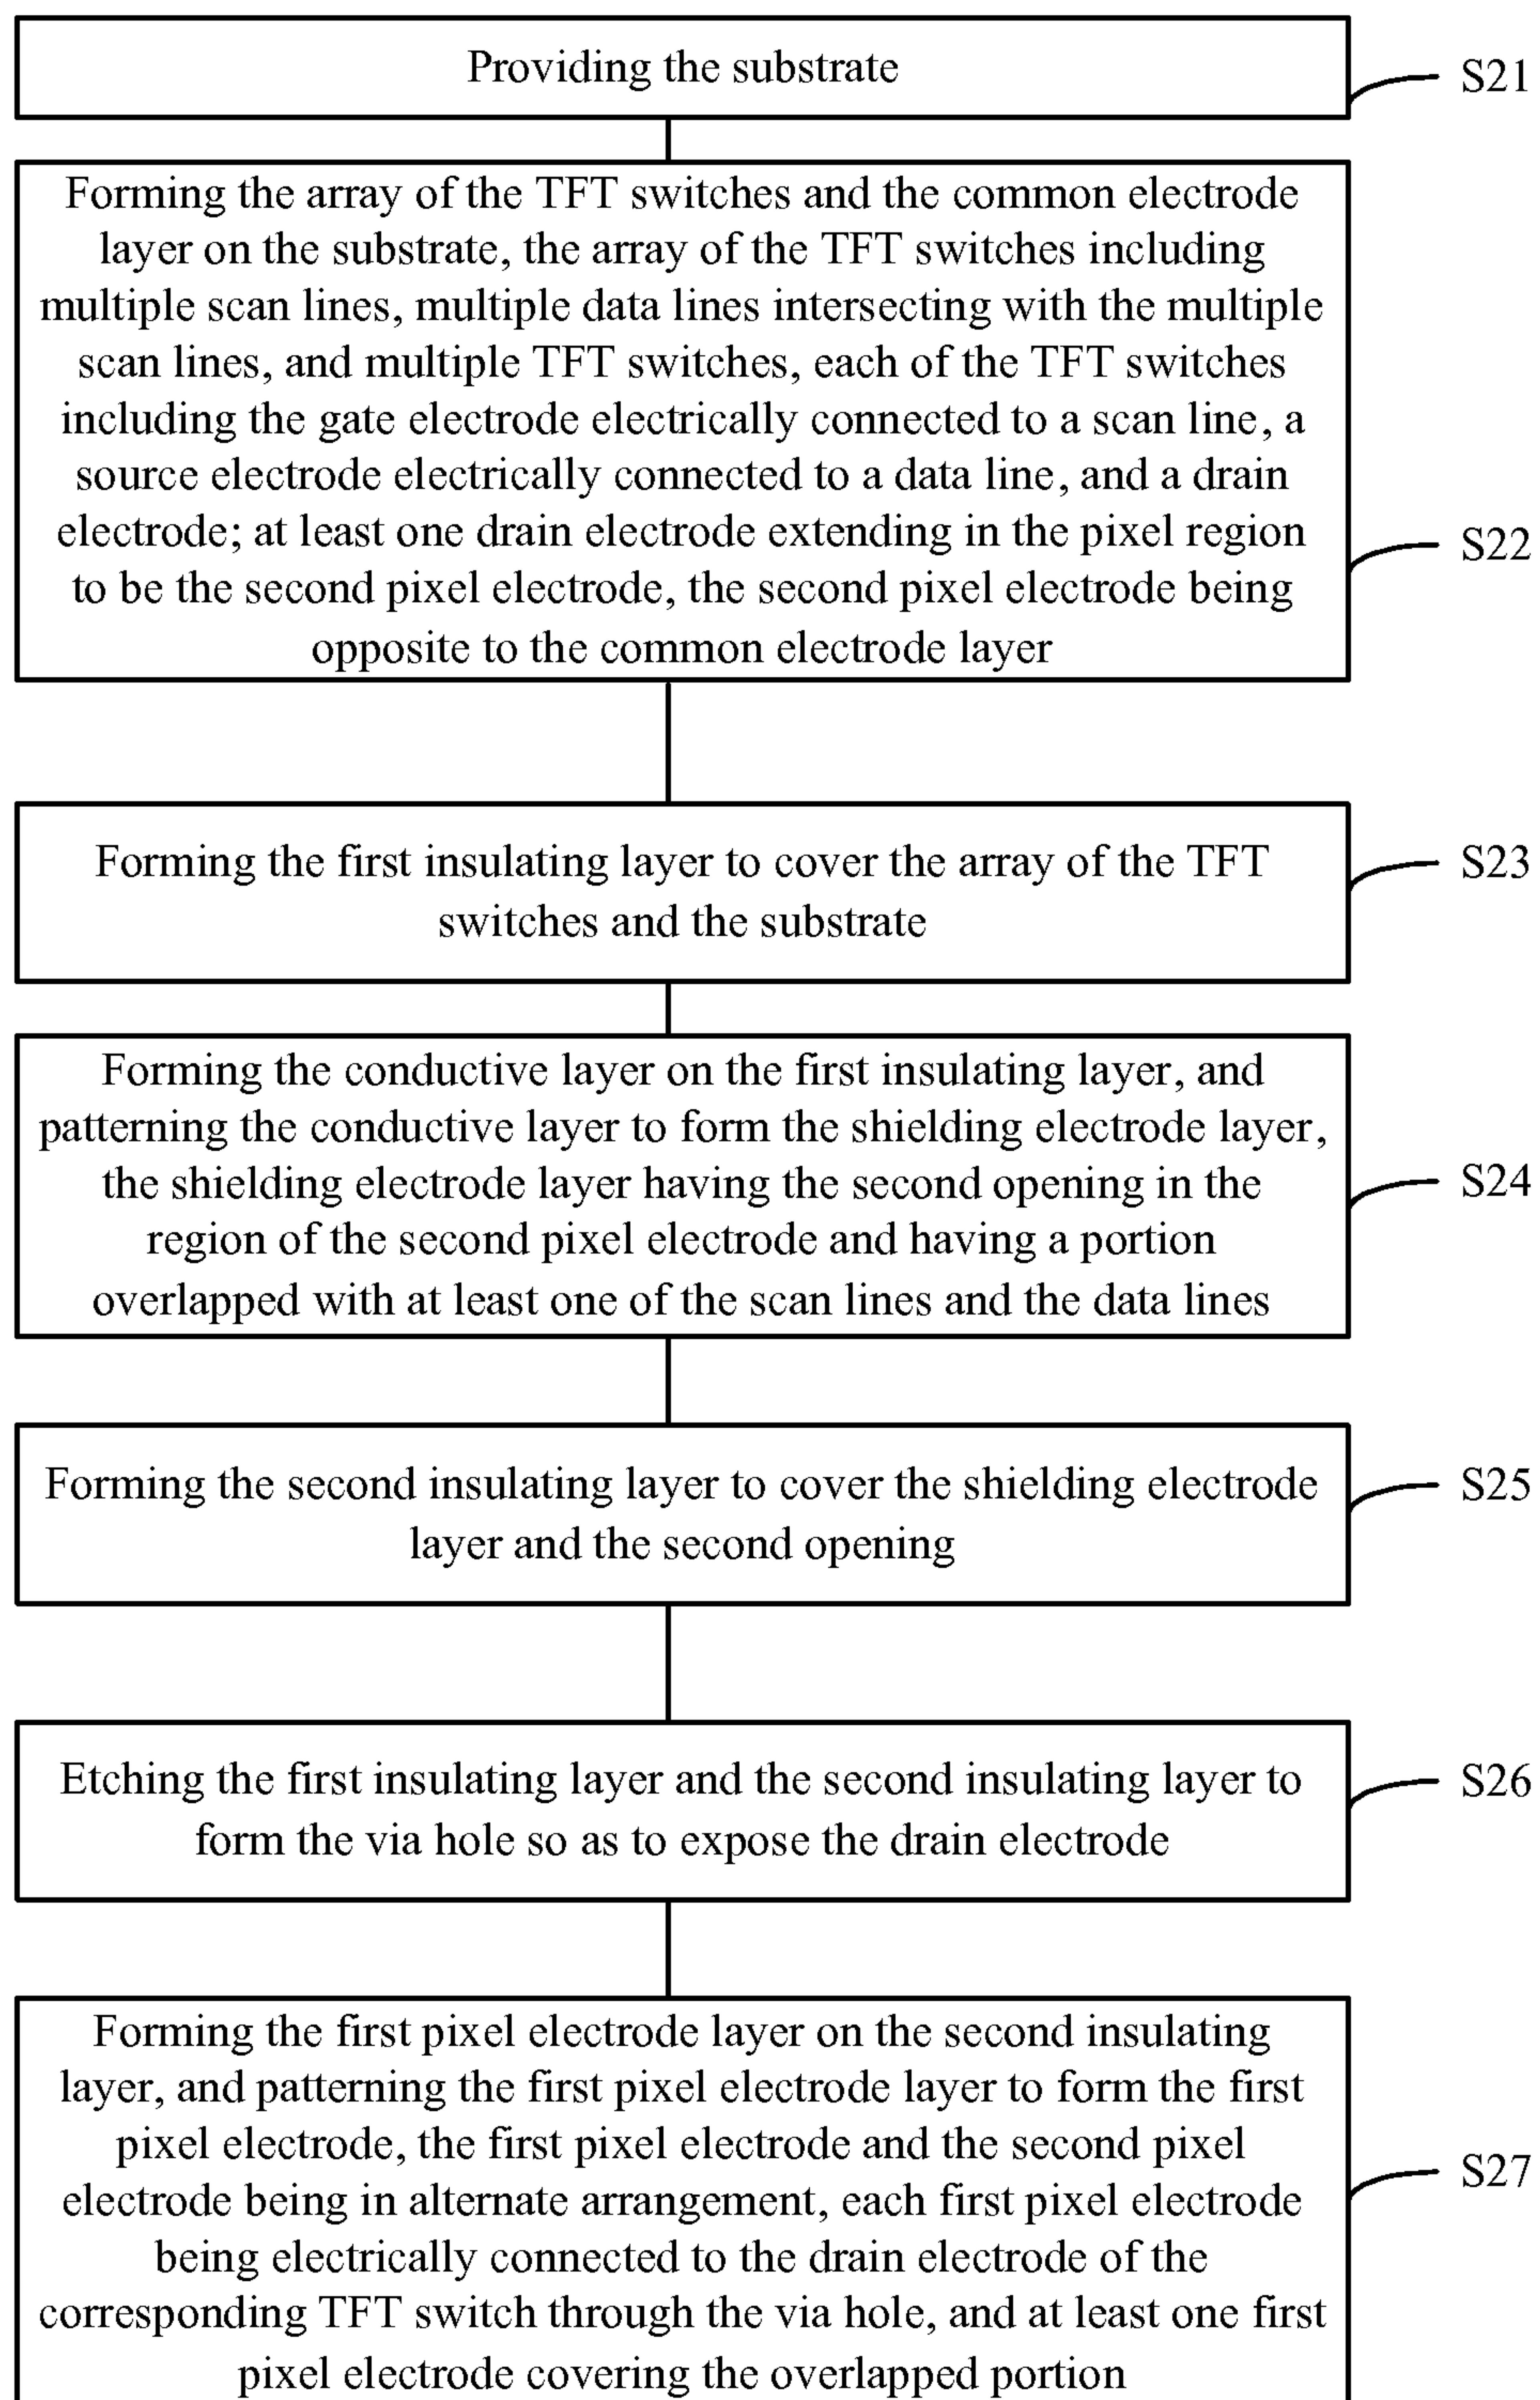 Providing the substrate
S21
Forming the array of the TFT switches and the common electrode
layer on the substrate, the array of the TFT switches including
multiple scan lines, multiple data lines intersecting with the multiple
scan lines, and multiple TFT switches, each of the TFT switches
including the gate electrode electrically connected to a scan line, a
source electrode electrically connected to a data line, and a drain
electrode; at least one drain electrode extending in the pixel region
to be the second pixel electrode, the second pixel electrode being
opposite to the common electrode layer
S22
Forming the first insulating layer to cover the array of the TFT
switches and the substrate
S23
Forming the conductive layer on the first insulating layer, and
patterning the conductive layer to form the shielding electrode layer,
the shielding electrode layer having the second opening in the
region of the second pixel electrode and having a portion
overlapped with at least one of the scan lines and the data lines
S24
Forming the second insulating layer to cover the shielding electrode
layer and the second opening
S25
Etching the first insulating layer and the second insulating layer to
form the via hole so as to expose the drain electrode
S26
Forming the first pixel electrode layer on the second insulating
layer, and patterning the first pixel electrode layer to form the first
pixel electrode, the first pixel electrode and the second pixel
electrode being in alternate arrangement, each first pixel electrode
being electrically connected to the drain electrode of the
corresponding TFT switch through the via hole, and at least one first
pixel electrode covering the overlapped portion
S27